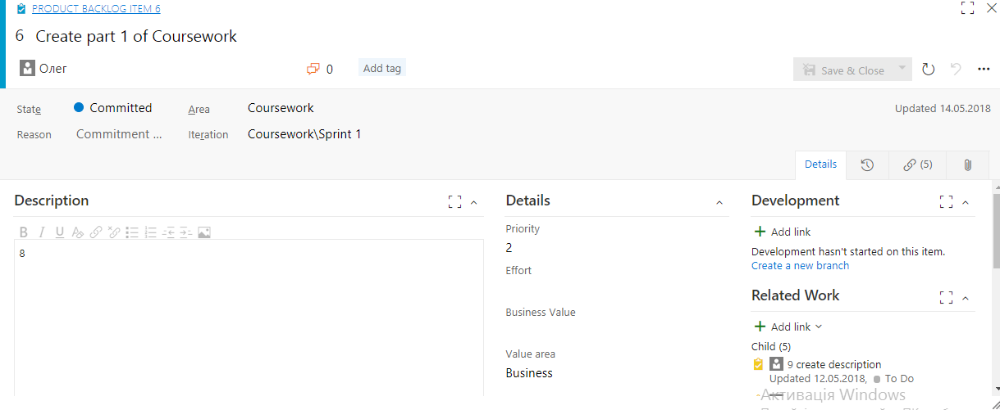 PRODUCT BACKLOG ITEM 6
6 Create part 1 of Coursework
Олег 0 Add tag Save & Close
State Committed Area Coursework Updated 14.05.2018
Reason Commitment ... Iteration Coursework\Sprint 1
Details (5)
Description Details Development
B I U
8
Priority
2
Effort
Business Value
Value area
Business
Add link
Development hasn't started on this item.
Create a new branch
Related Work
Add link
Child (5)
9 create description
Updated 12.05.2018, To Do
Активація Windows